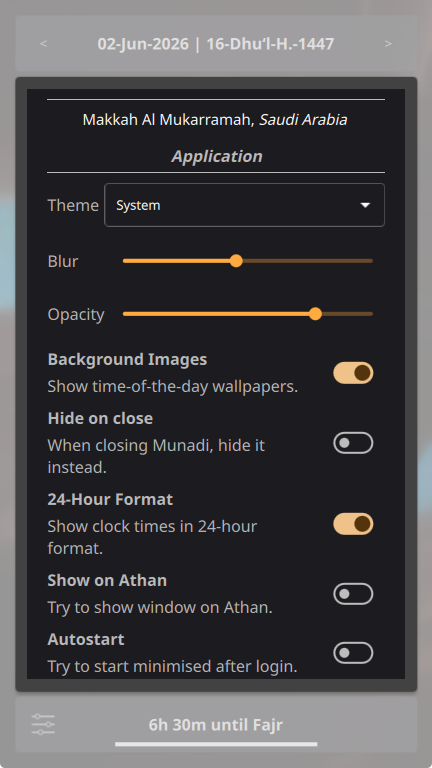 < 02-Jun-2026 | 16-Dhu'l-H.-1447 >
Makkah Al Mukarramah, Saudi Arabia
Application
Theme System
Blur
Opacity
Background Images
Show time-of-the-day wallpapers.
Hide on close
When closing Munadi, hide it
instead.
24-Hour Format
Show clock times in 24-hour
format.
Show on Athan
Try to show window on Athan.
Autostart
Try to start minimised after login.
6h 30m until Fajr